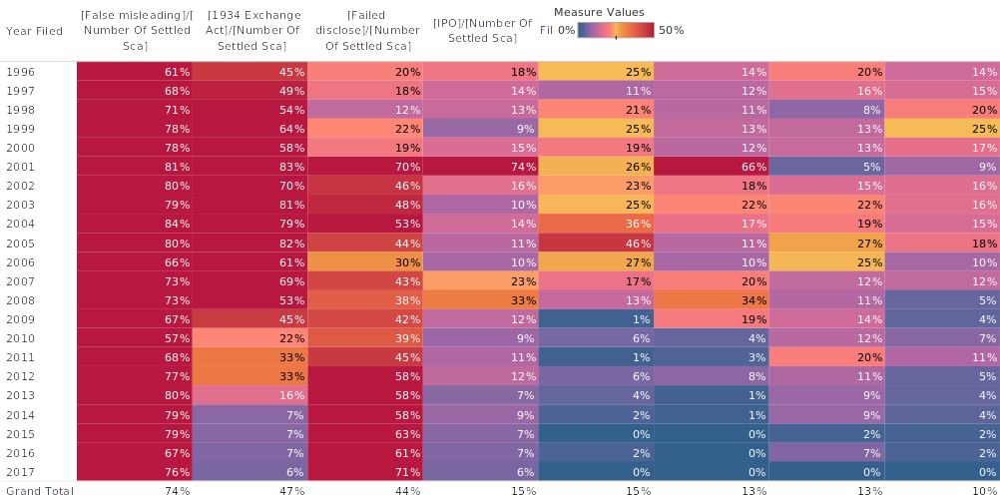 Measure Values
Fil 0% 50%
Year Filed [False misleading]/[ Number Of Settled Sca] [1934 Exchange Act]/[Number Of Settled Sca] [Failed disclose]/[Number Of Settled Sca] [IPO]/[Number Of Settled Sca]
1996 61% 45% 20% 18% 25% 14% 20% 14%
1997 68% 49% 18% 14% 11% 12% 16% 15%
1998 71% 54% 12% 13% 21% 11% 8% 20%
1999 78% 64% 22% 9% 25% 13% 13% 25%
2000 78% 58% 19% 15% 19% 12% 13% 17%
2001 81% 83% 70% 74% 26% 66% 5% 9%
2002 80% 70% 46% 16% 23% 18% 15% 16%
2003 79% 81% 48% 10% 25% 22% 22% 16%
2004 84% 79% 53% 14% 36% 17% 19% 15%
2005 80% 82% 44% 11% 46% 11% 27% 18%
2006 66% 61% 30% 10% 27% 10% 25% 10%
2007 73% 69% 43% 23% 17% 20% 12% 12%
2008 73% 53% 38% 33% 13% 34% 11% 5%
2009 67% 45% 42% 12% 1% 19% 14% 4%
2010 57% 22% 39% 9% 6% 4% 12% 7%
2011 68% 33% 45% 11% 1% 3% 20% 11%
2012 77% 33% 58% 12% 6% 8% 11% 5%
2013 80% 16% 58% 7% 4% 1% 9% 4%
2014 79% 7% 58% 9% 2% 1% 9% 4%
2015 79% 7% 63% 7% 0% 0% 2% 2%
2016 67% 7% 61% 6% 2% 0% 7% 2%
2017 76% 6% 71% 6% 0% 0% 0% 0%
Grand Total 74% 47% 44% 15% 15% 13% 13% 10%